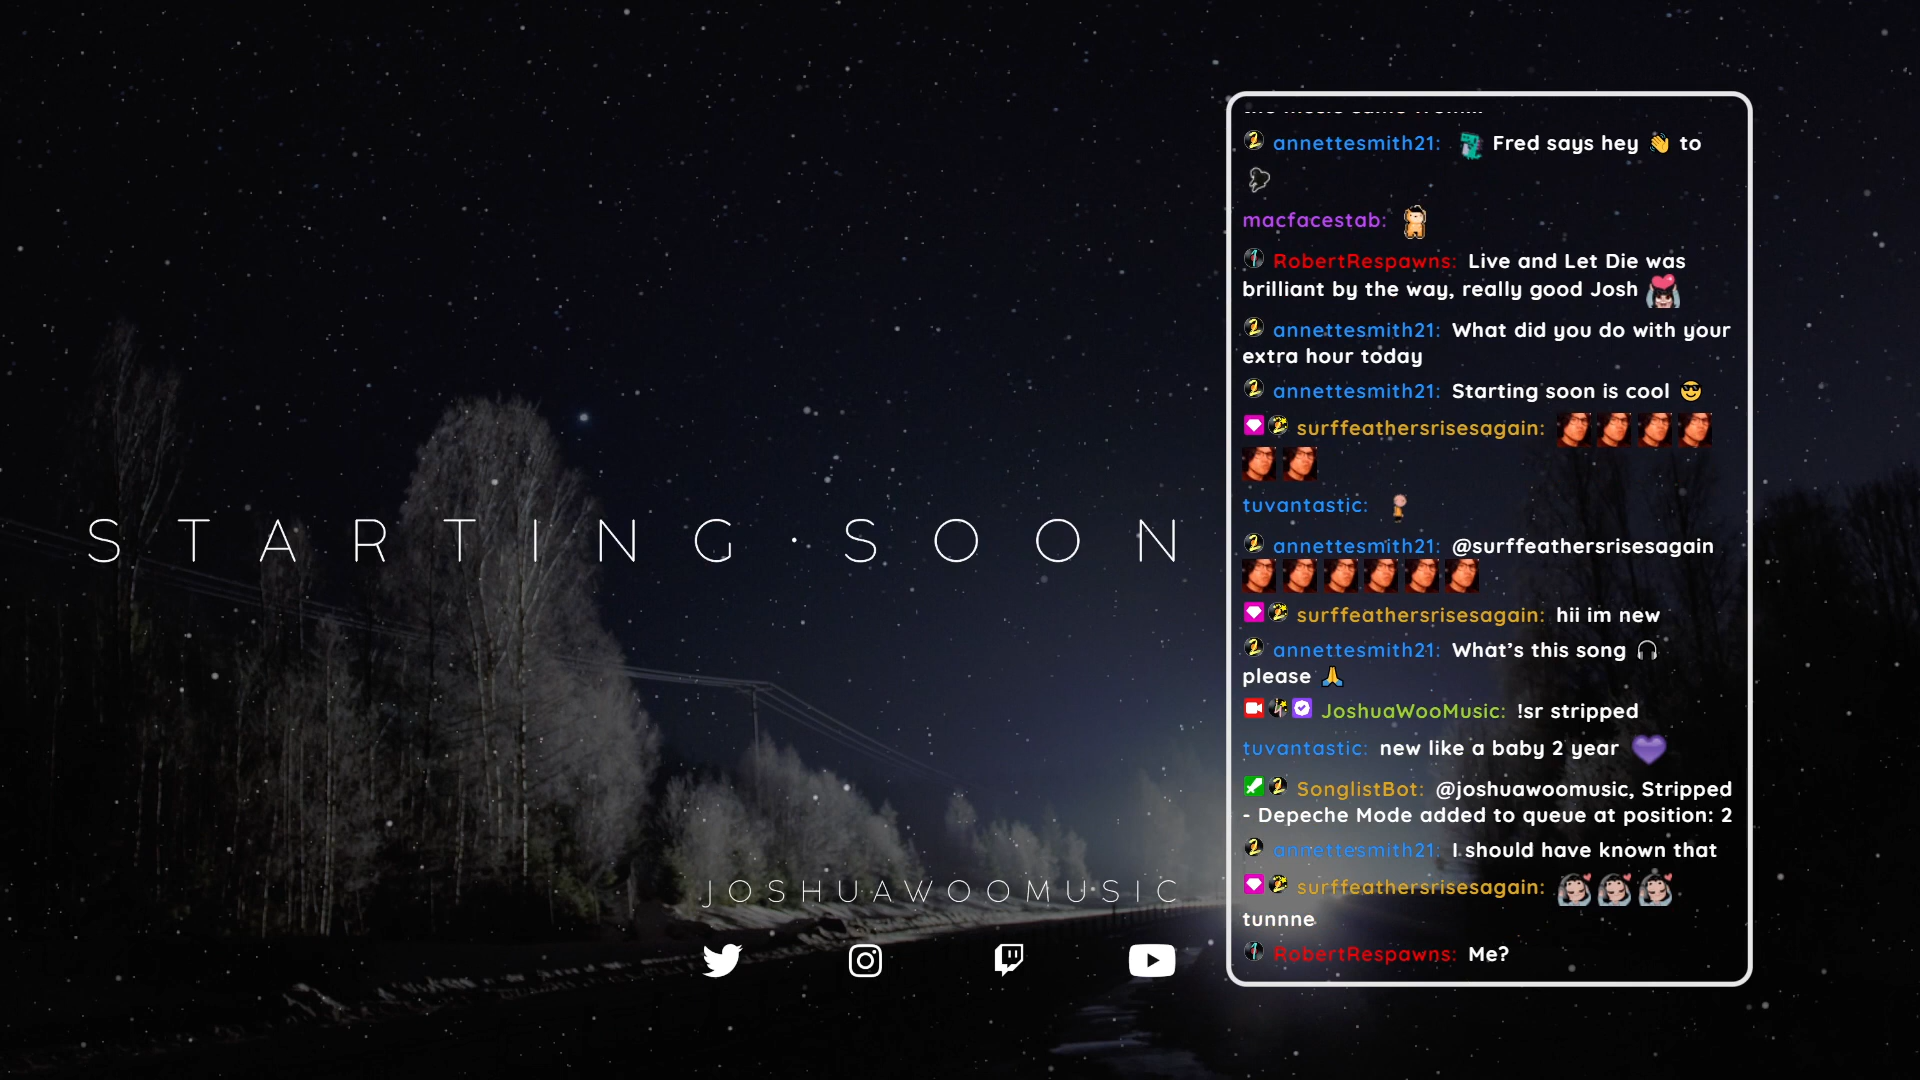 annettesmith21: Fred says hey 👋 to
macfacestab:
RobertRespawns: Live and Let Die was
brilliant by the way, really good Josh
annettesmith21: What did you do with your
extra hour today
annettesmith21: Starting soon is cool 😎
surffeathersrisesagain:
tuvantastic:
annettesmith21: @surffeathersrisesagain
surffeathersrisesagain: hii im new
annettesmith21: What’s this song 🎧
please 🙏
JoshuaWooMusic: !sr stripped
tuvantastic: new like a baby 2 year
SonglistBot: @joshuawoomusic, Stripped
- Depeche Mode added to queue at position: 2
annettesmith21: I should have known that
surffeathersrisesagain:
tunnne
RobertRespawns: Me?
STARTING·SOON
JOSHUAWOOMUSIC